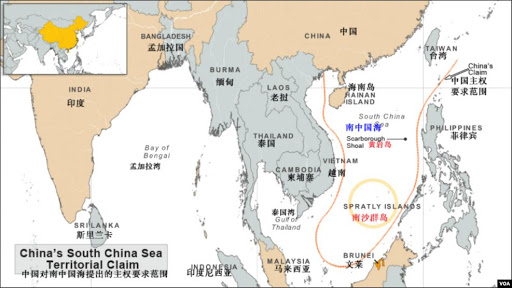 BANGLADESH
孟加拉国
CHINA
中国
TAIWAN
台湾
China's
Claim
中国主权
要求范围
INDIA
印度
BURMA
缅甸
LAOS
老挝
海南岛
HAINAN
ISLAND
South China
Sea
南中国海
Scarborough
Shoal
黄岩岛
PHILIPPINES
菲律宾
Bay of
Bengal
孟加拉湾
THAILAND
泰国
CAMBODIA
柬埔寨
VIETNAM
越南
SPRATLY ISLANDS
南沙群岛
SRI LANKA
斯里兰卡
泰国湾
Gulf of
Thailand
BRUNEI
文莱
MALAYSIA
马来西亚
INDONESIA
印度尼西亚
China's South China Sea
Territorial Claim
中国对南中国海提出的主权要求范围
VOA